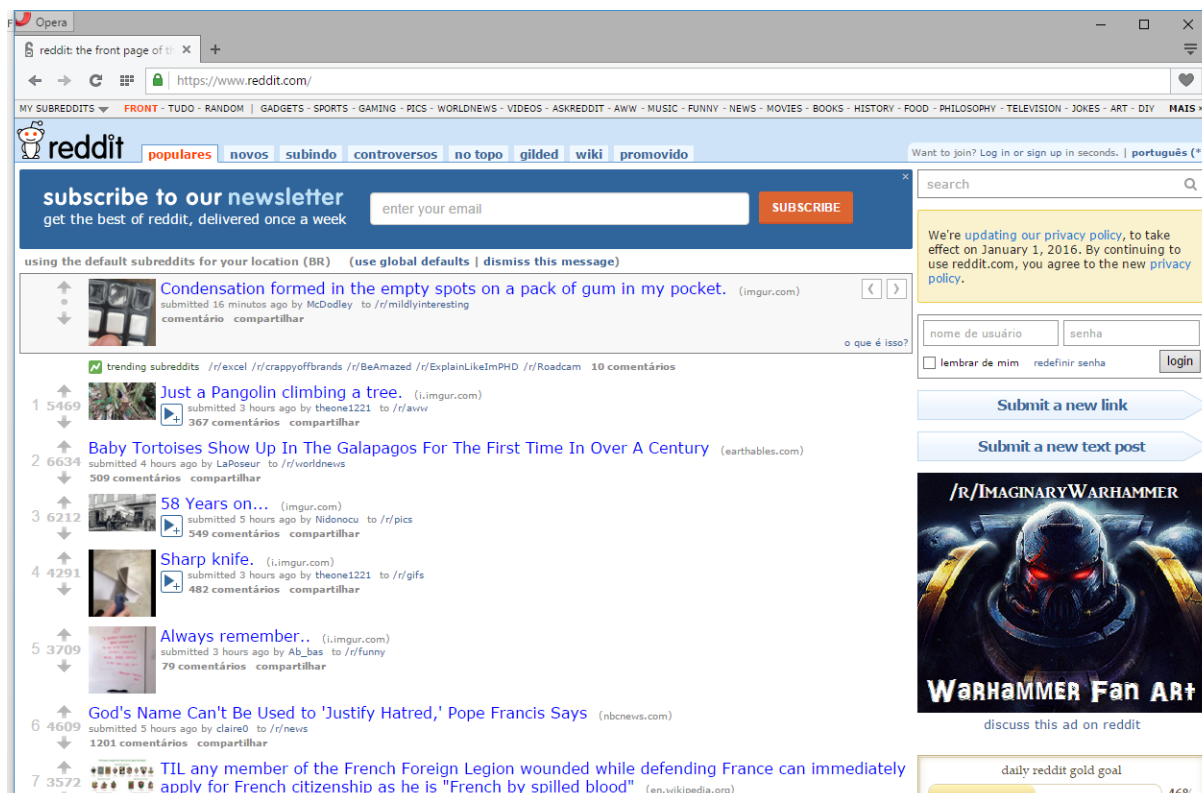 Opera
reddit: the front page of th
https://www.reddit.com/
MY SUBREDDITS FRONT - TUDO - RANDOM | GADGETS - SPORTS - GAMING - PICS - WORLDNEWS - VIDEOS - ASKREDDIT - AWW - MUSIC - FUNNY - NEWS - MOVIES - BOOKS - HISTORY - FOOD - PHILOSOPHY - TELEVISION - JOKES - ART - DIY MAIS »
reddit populares novos subindo controversos no topo gilded wiki promovido
Want to join? Log in or sign up in seconds. | português (*
subscribe to our newsletter
get the best of reddit, delivered once a week
enter your email
SUBSCRIBE
using the default subreddits for your location (BR) (use global defaults | dismiss this message)
Condensation formed in the empty spots on a pack of gum in my pocket. (imgur.com)
submitted 16 minutos ago by McDodley to /r/mildlyinteresting
comentário compartilhar
o que é isso?
trending subreddits /r/excel /r/crappyoffbrands /r/BeAmazed /r/ExplainLikeImPHD /r/Roadcam 10 comentários
1 5469 Just a Pangolin climbing a tree. (i.imgur.com)
submitted 3 hours ago by theone1221 to /r/aww
367 comentários compartilhar
2 6634 Baby Tortoises Show Up In The Galapagos For The First Time In Over A Century (earthables.com)
submitted 4 hours ago by LaPoseur to /r/worldnews
509 comentários compartilhar
3 6212 58 Years on... (imgur.com)
submitted 5 hours ago by Nidonocu to /r/pics
549 comentários compartilhar
4 4291 Sharp knife. (i.imgur.com)
submitted 3 hours ago by theone1221 to /r/gifs
482 comentários compartilhar
5 3709 Always remember.. (i.imgur.com)
submitted 3 hours ago by Ab_bas to /r/funny
79 comentários compartilhar
6 4609 God's Name Can't Be Used to 'Justify Hatred,' Pope Francis Says (nbcnews.com)
submitted 5 hours ago by claire0 to /r/news
1201 comentários compartilhar
7 3572 TIL any member of the French Foreign Legion wounded while defending France can immediately
apply for French citizenship as he is "French by spilled blood" (en.wikipedia.org)
search
We're updating our privacy policy, to take
effect on January 1, 2016. By continuing to
use reddit.com, you agree to the new privacy
policy.
nome de usuário
senha
lembrar de mim redefinir senha login
Submit a new link
Submit a new text post
/R/IMAGINARYWARHAMMER
WARHAMMER FAN ART
discuss this ad on reddit
daily reddit gold goal
46%